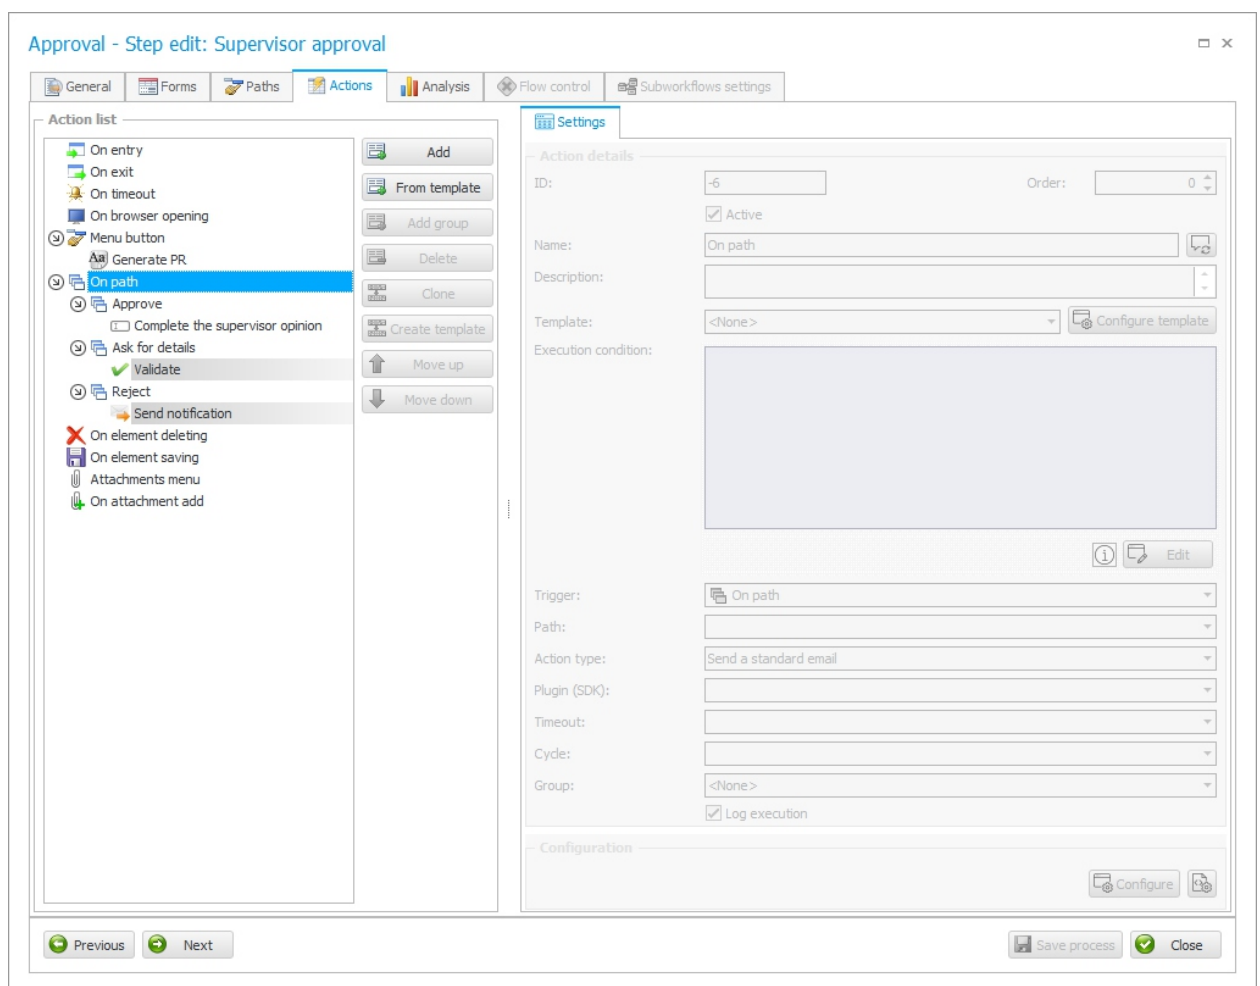 Approval - Step edit: Supervisor approval
General Forms Paths Actions Analysis Flow control Subworkflows settings
Action list
On entry
On exit
On timeout
On browser opening
Menu button
Aa Generate PR
On path
Approve
Complete the supervisor opinion
Ask for details
Validate
Reject
Send notification
On element deleting
On element saving
Attachments menu
On attachment add
Add
From template
Add group
Delete
Clone
Create template
Move up
Move down
Settings
Action details
ID: -6 Order: 0
Active
Name: On path
Description:
Template: <None> Configure template
Execution condition:
Edit
Trigger: On path
Path:
Action type: Send a standard email
Plugin (SDK):
Timeout:
Cycle:
Group: <None>
Log execution
Configuration
Configure
Previous Next Save process Close